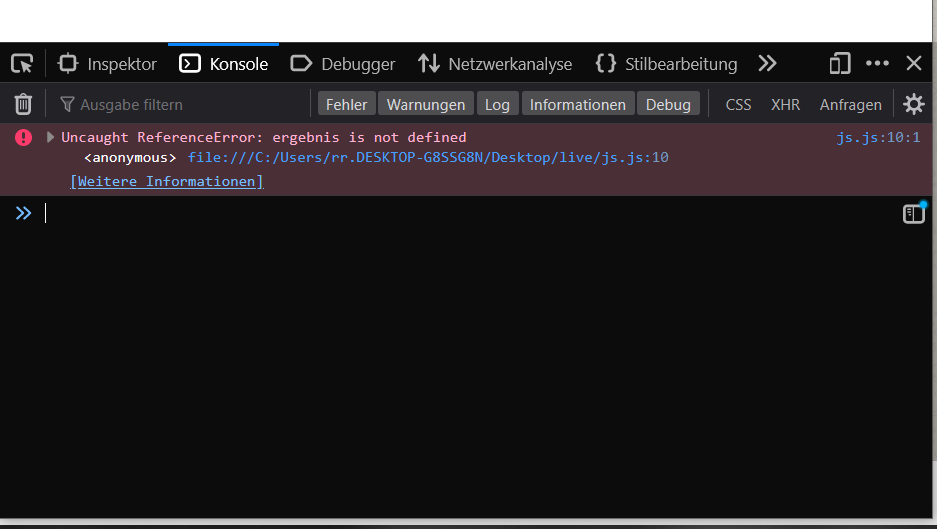 Inspektor Konsole Debugger Netzwerkanalyse Stilbearbeitung
Ausgabe filtern Fehler Warnungen Log Informationen Debug CSS XHR Anfragen
Uncaught ReferenceError: ergebnis is not defined js.js:10:1
<anonymous> file:///C:/Users/rr.DESKTOP-G8SSG8N/Desktop/live/js.js:10
[Weitere Informationen]